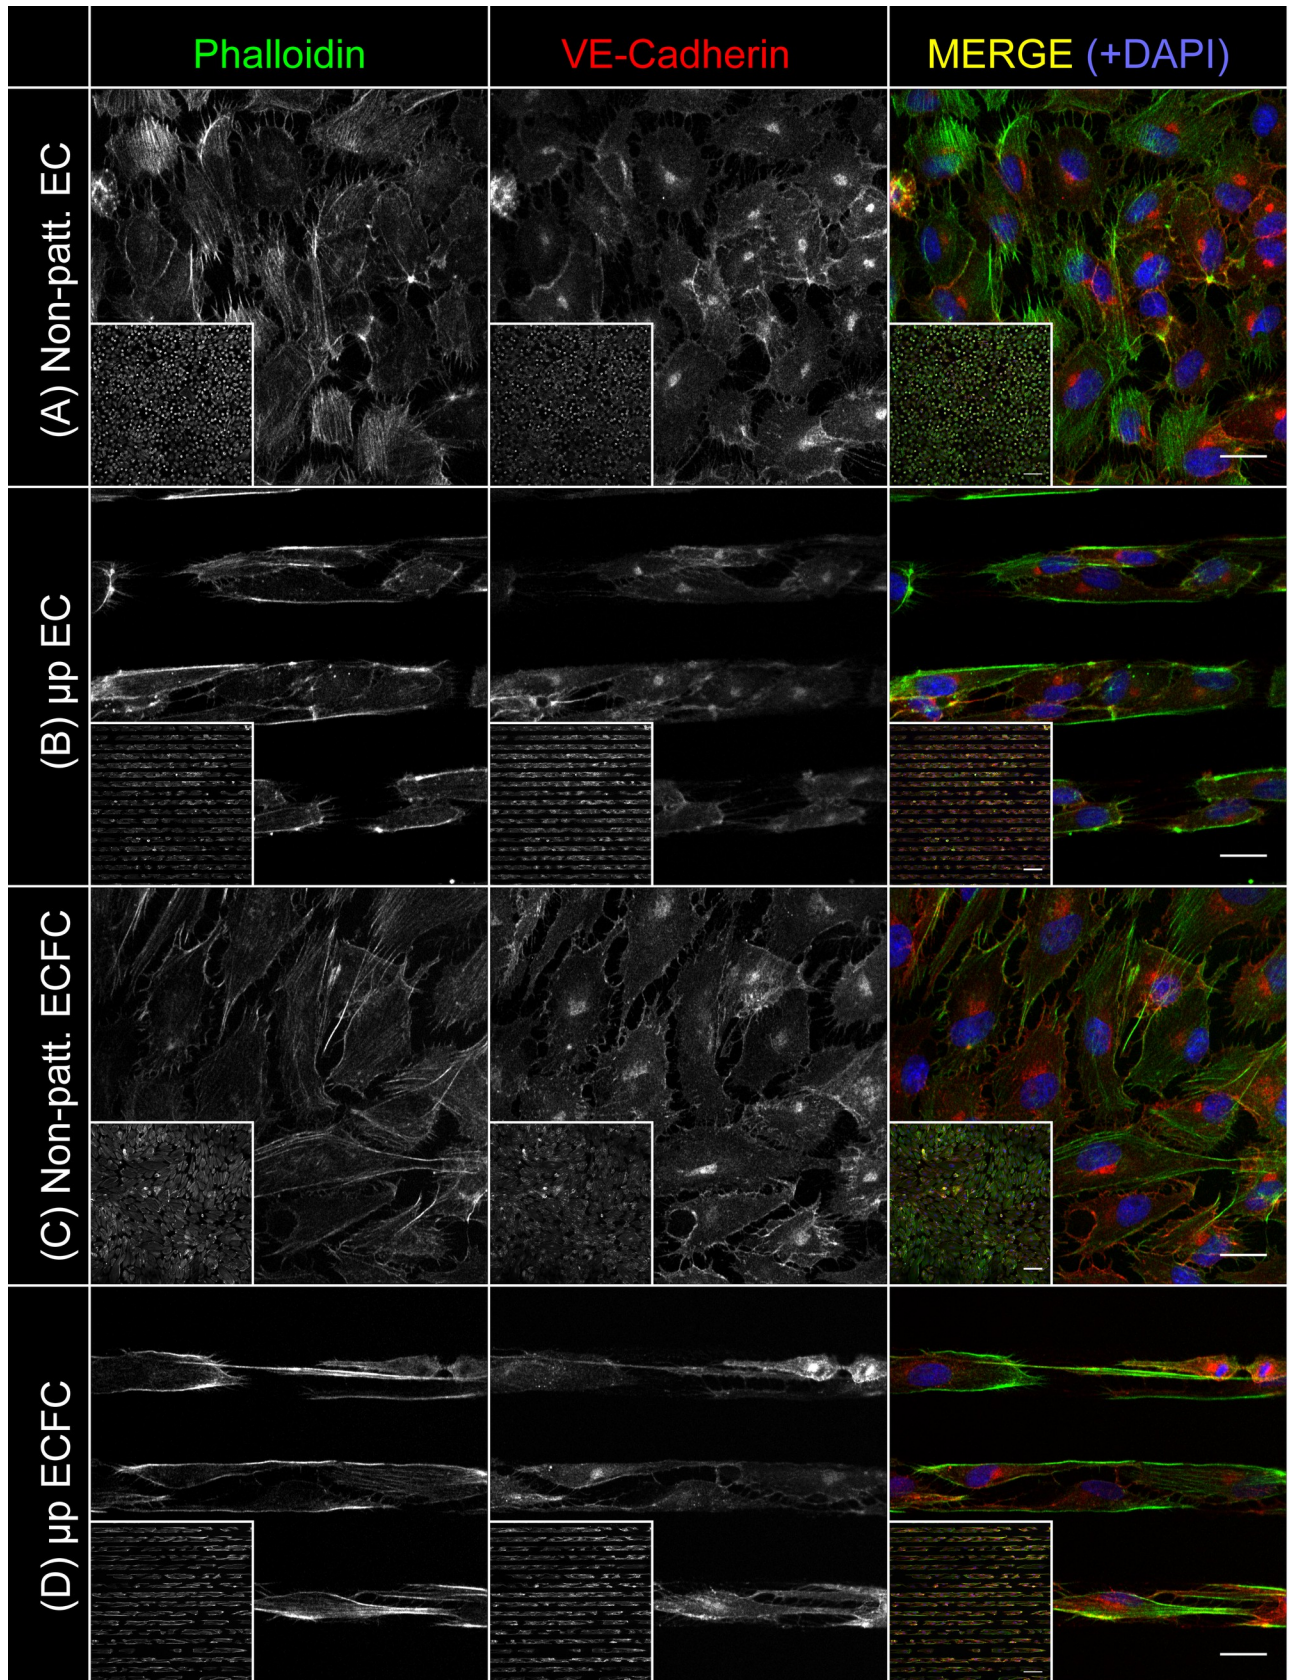 Phalloidin VE-Cadherin MERGE (+DAPI)
(A) Non-patt. EC
(B) µp EC
(C) Non-patt. ECFC
(D) µp ECFC